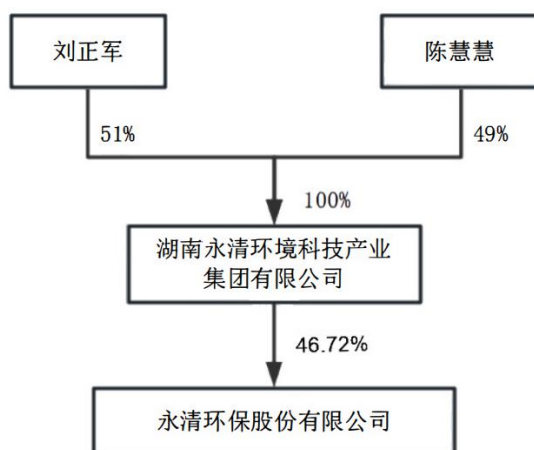 刘正军
陈慧慧
51%
49%
100%
湖南永清环境科技产业
集团有限公司
46.72%
永清环保股份有限公司